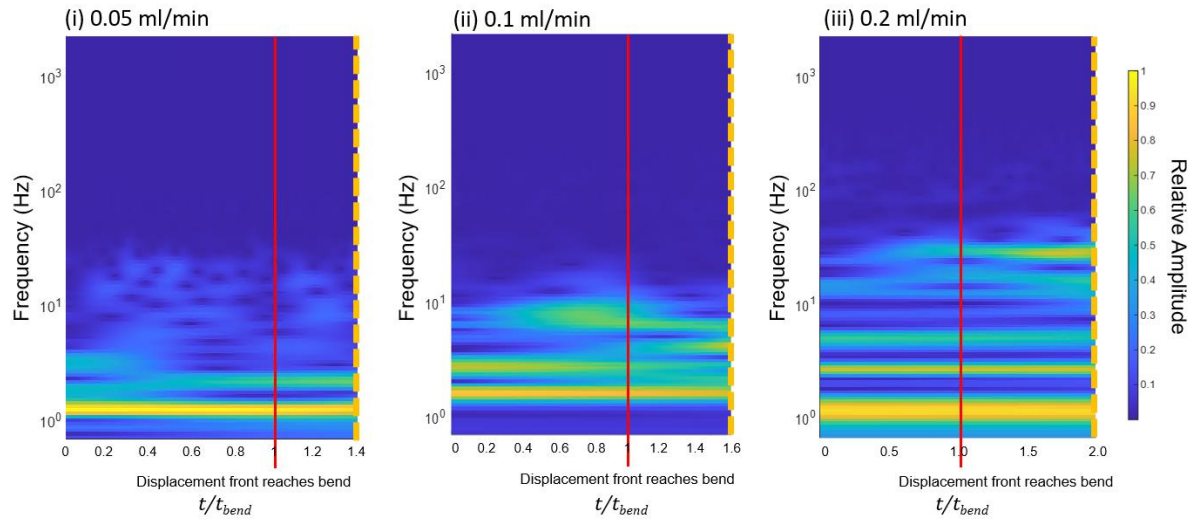 (i) 0.05 ml/min
(ii) 0.1 ml/min
(iii) 0.2 ml/min
Frequency (Hz)
10³
10²
10¹
10⁰
0 0.2 0.4 0.6 0.8 1 1.2 1.4
Displacement front reaches bend
t/t_bend
Frequency (Hz)
10³
10²
10¹
10⁰
0 0.2 0.4 0.6 0.8 1 1.2 1.4 1.6
Displacement front reaches bend
t/t_bend
Frequency (Hz)
10³
10²
10¹
10⁰
0 0.5 1.0 1.5 2.0
Displacement front reaches bend
t/t_bend
1
0.9
0.8
0.7
0.6
0.5
0.4
0.3
0.2
0.1
Relative Amplitude